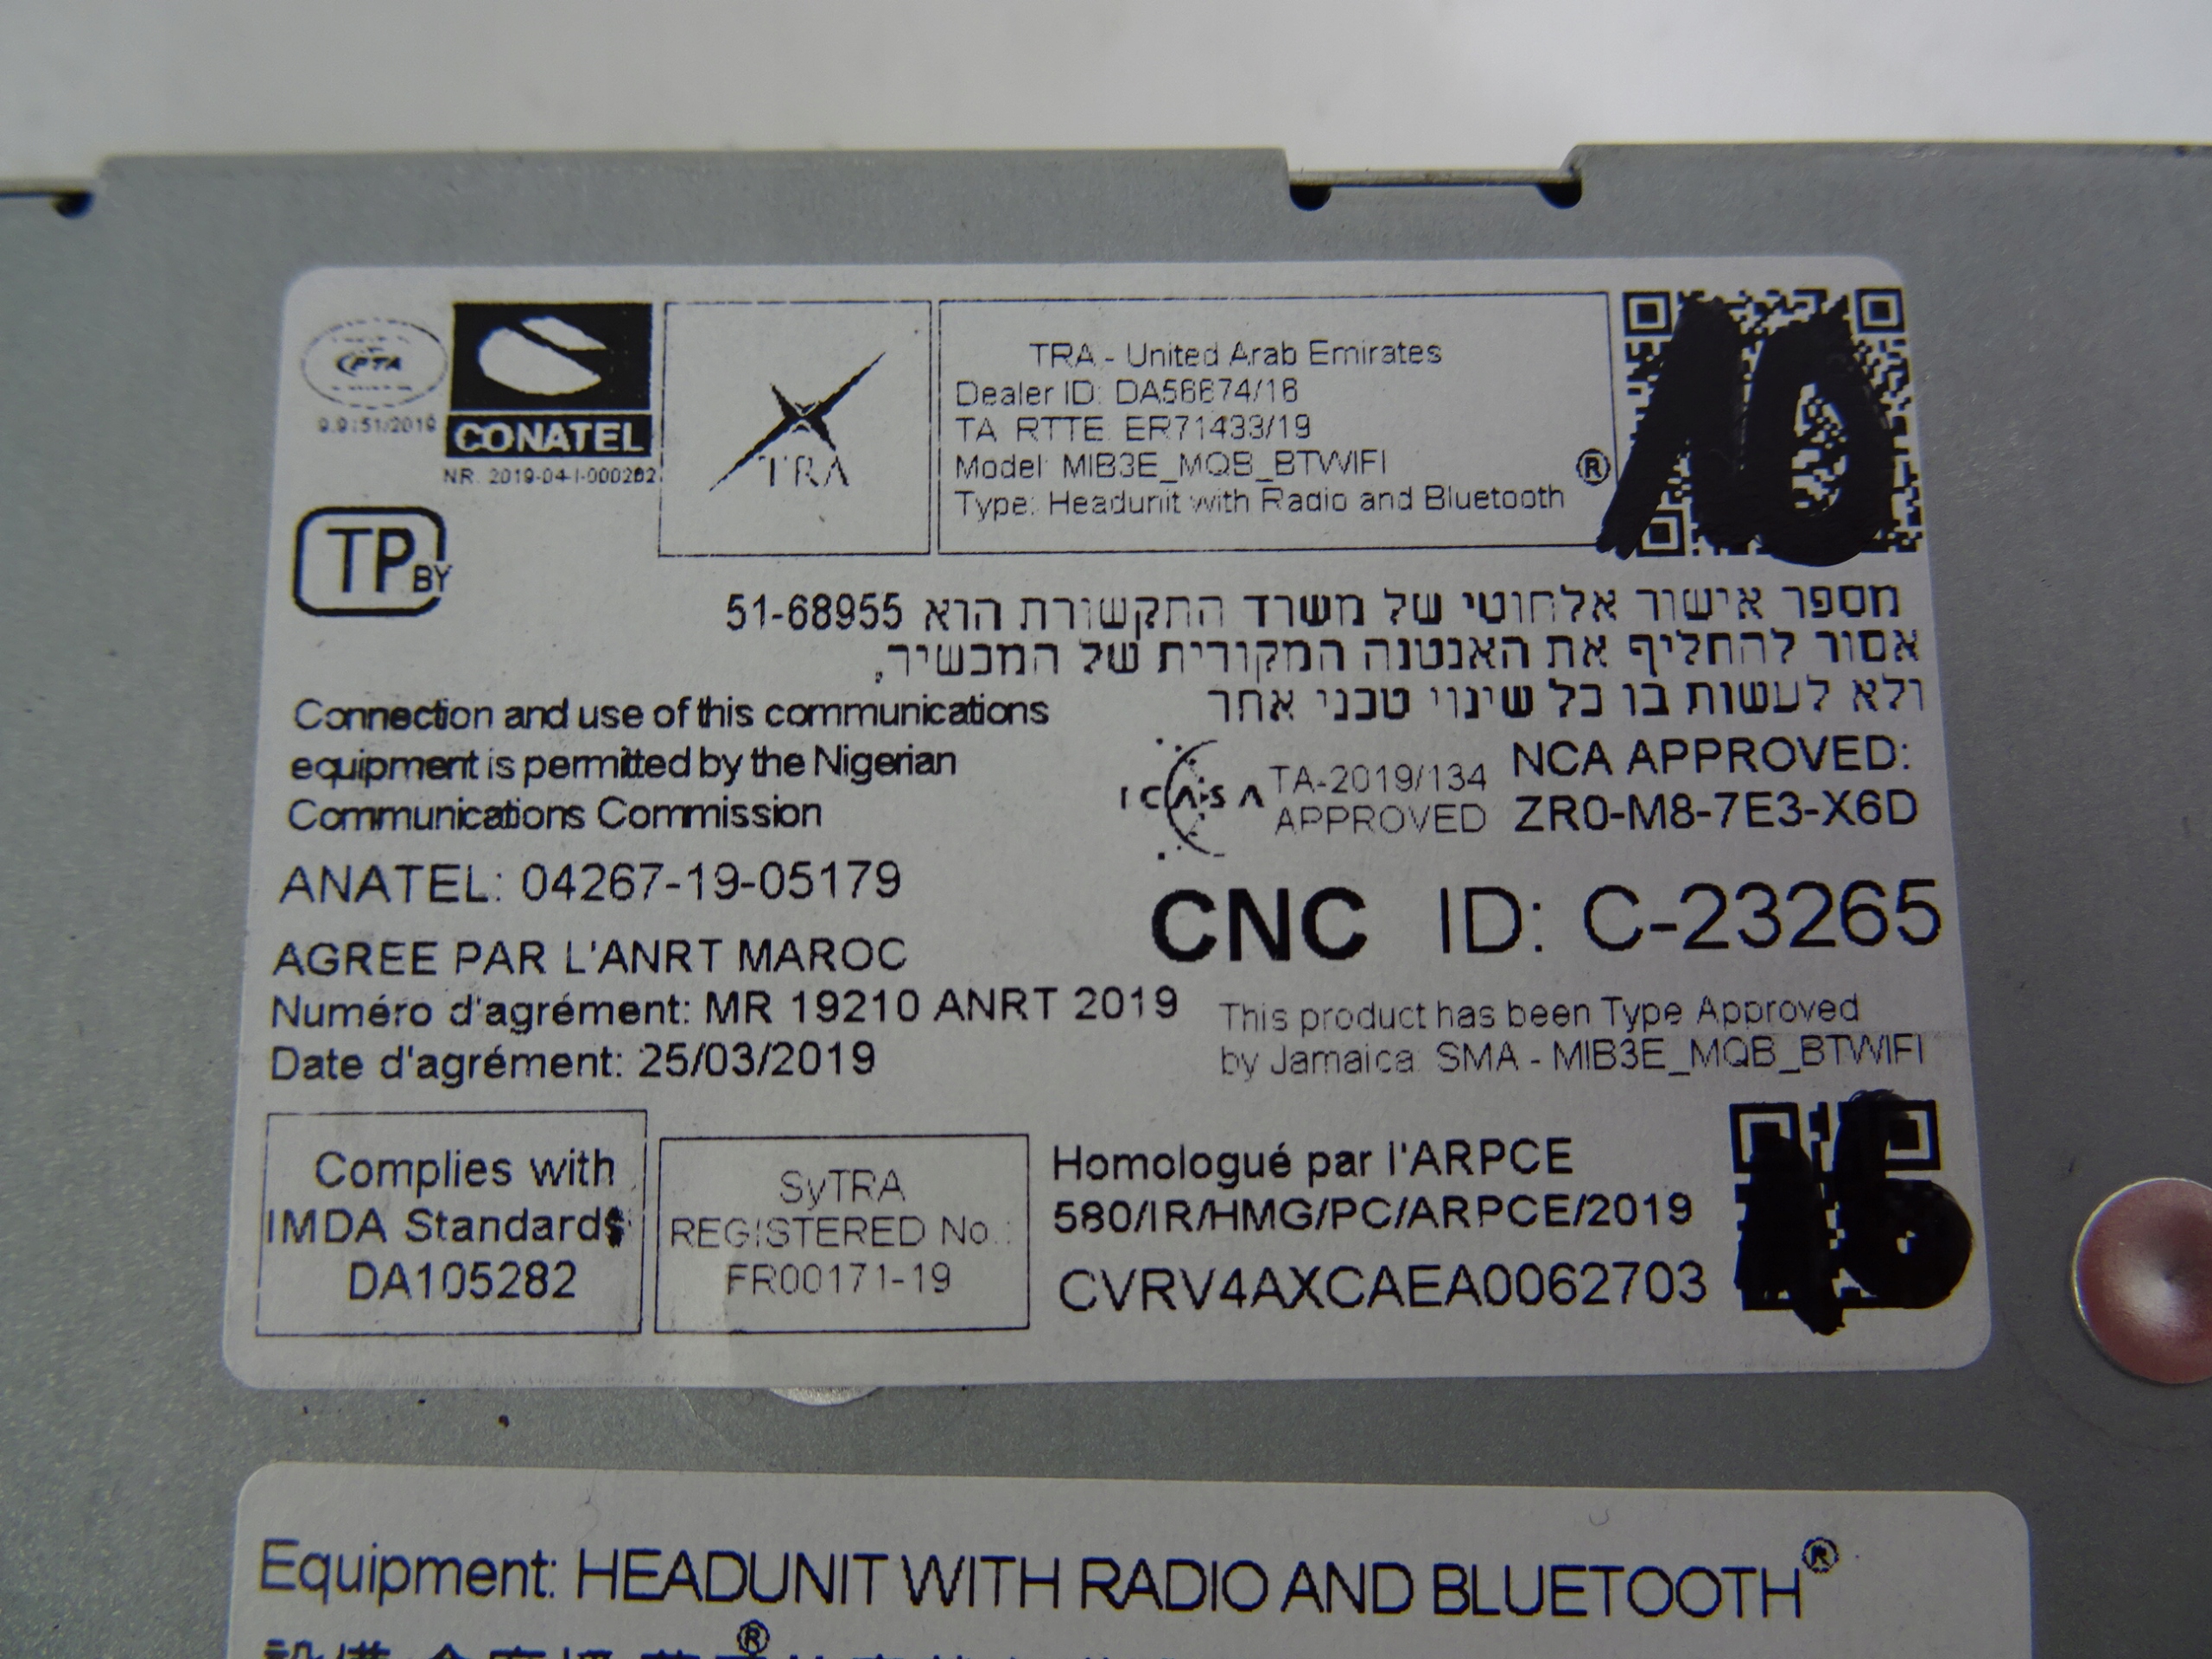 PTA
9.9151/2019
CONATEL
NR. 2019-04-I-000202
TRA
TRA - United Arab Emirates
Dealer ID: DA56674/16
TA RTTE ER71433/19
Model: MIB3E_MQB_BTWIFI
Type: Headunit with Radio and Bluetooth ®
10
TP BY
מספר אישור אלחוטי של משרד התקשורת הוא 51-68955
אסור להחליף את האנטנה המקורית של המכשיר,
ולא לעשות בו כל שינוי טכני אחר
Connection and use of this communications
equipment is permitted by the Nigerian
Communications Commission
ICASA TA-2019/134
APPROVED
NCA APPROVED:
ZR0-M8-7E3-X6D
ANATEL: 04267-19-05179
CNC ID: C-23265
AGREE PAR L'ANRT MAROC
Numéro d'agrément: MR 19210 ANRT 2019
Date d'agrément: 25/03/2019
This product has been Type Approved
by Jamaica: SMA - MIB3E_MQB_BTWIFI
Complies with
IMDA Standards
DA105282
SyTRA
REGISTERED No.:
FR00171-19
Homologué par l'ARPCE
580/IR/HMG/PC/ARPCE/2019
CVRV4AXCAEA0062703
16
Equipment: HEADUNIT WITH RADIO AND BLUETOOTH®